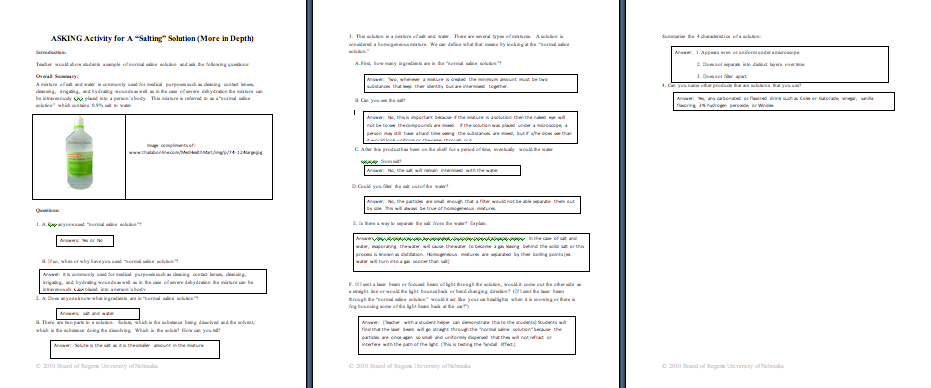 ASKING Activity for A “Salting” Solution (More in Depth)
Introduction:
Teacher would show students a sample of normal saline solution and ask the following questions:
Overall Summary:
A mixture of salt and water is commonly used for medical purposes such as cleaning contact lenses,
cleansing, irrigating, and hydrating wounds as well as in the case of severe dehydration the mixture can
be intravenously placed into a person's body. This mixture is referred to as a “normal saline
solution” which contains 0.9% salt to water.
Image compliments of:
Questions:
1. A. any one used “normal saline solution”?
Answers: Yes or No
B. If so, when or why have you used “normal saline solution”?
Answer: It is commonly used for medical purposes such as cleaning contact lenses, cleansing,
irrigating, and hydrating wounds as well as in the case of severe dehydration the mixture can be
intravenously placed into a person's body.
2. A. Does anyone know what ingredients are in “normal saline solution”?
Answers: salt and water
B. There are two parts to a solution: Solute, which is the substance being dissolved and the solvent,
which is the substance doing the dissolving. Which is the solute? How can you tell?
Answer: Solute is the salt as it is the smaller amount in the mixture.
© 2010 Board of Regents University of Nebraska
3. This solution is a mixture of salt and water. There are several types of mixtures. A solution is
considered a homogeneous mixture. We can define what that means by looking at the “normal saline
solution.”
A. First, how many ingredients are in the “normal saline solution”?
Answer: Two, whenever a mixture is created the minimum amount must be two
substances that keep their identity when intermixed together.
B. Can you see the salt?
Answer: No, this is important because if the mixture is a solution then the naked eye will
not be to see the compounds are mixed. If the solution was placed under a microscope, a
person may still have a hard time seeing the substances are mixed, but if s/he does see than
it would look uniform or the same through out.
C. After this product has been on the shelf for a period of time, eventually would the water
from salt?
Answer: No, the salt will remain intermixed with the water.
D. Could you filter the salt out of the water?
Answer: No, the particles are small enough that a filter would not be able separate them out
by size. This will always be true of homogeneous mixtures.
E. Is there a way to separate the salt from the water? Explain.
Answer: In the case of salt and
water, evaporating the water will cause the water to become a gas leaving behind the solid salt or this
process is known as distillation. Homogeneous mixtures are separated by their boiling points (ex.
water will turn into a gas sooner than salt)
F. If I sent a laser beam or focused beam of light through the solution, would it come out the other side as
a straight line or would the light bounce back or bend changing direction? (If I sent the laser beam
through the “normal saline solution” would it act like your car headlights when it is snowing or there is
fog bouncing some of the light beam back at the car?)
Answer: (Teacher with a student helper can demonstrate this to the students) Students will
find that the laser beam will go straight through the “normal saline solution” because the
particles are once again so small and uniformly dispersed that they will not refract or
interfere with the path of the light. (This is testing the Tyndall Effect.)
© 2010 Board of Regents University of Nebraska
Summarize the 4 characteristics of a solution:
Answer: 1. Appears even or uniform under a microscope
2. Does not separate into distinct layers over time
3. Does not filter apart
4. Can you name other products that are solutions that you use?
Answer: Yes, any carbonated or flavored drink such as Coke or Gatorade, vinegar, vanilla
flavoring, 3% hydrogen peroxide, or Windex.
© 2010 Board of Regents University of Nebraska